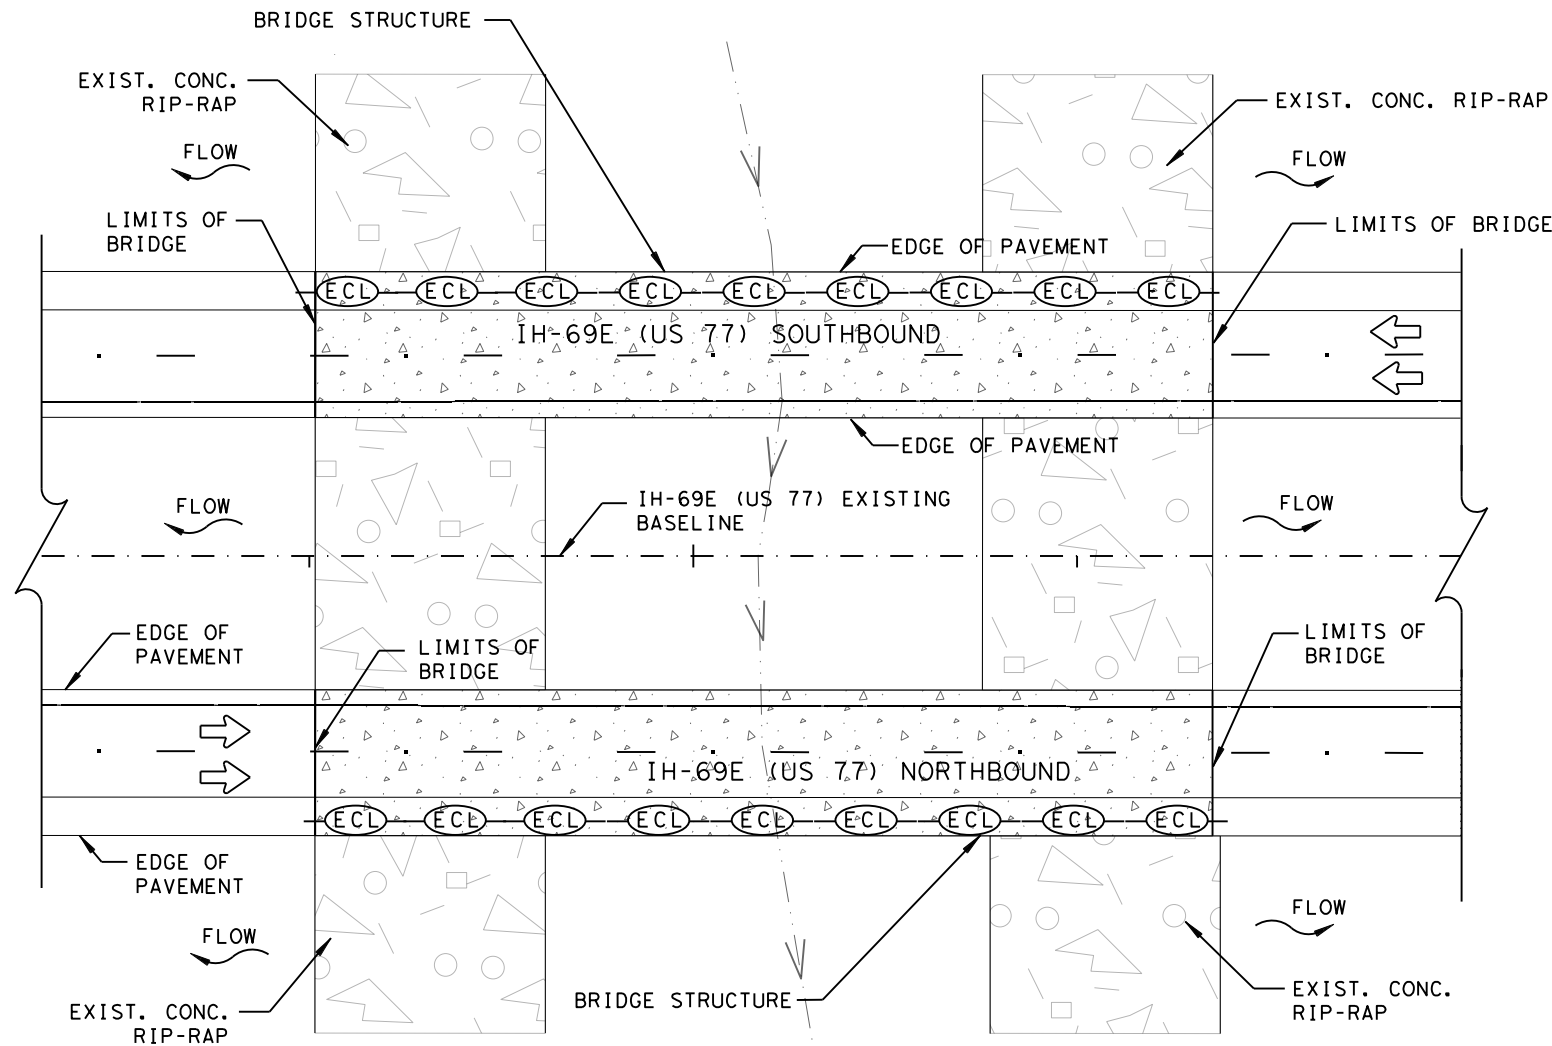 BRIDGE STRUCTURE
EXIST. CONC.
RIP-RAP
EXIST. CONC. RIP-RAP
FLOW
FLOW
LIMITS OF
BRIDGE
LIMITS OF BRIDGE
EDGE OF PAVEMENT
ECL ECL ECL ECL ECL ECL ECL ECL ECL
IH-69E (US 77) SOUTHBOUND
EDGE OF PAVEMENT
FLOW
IH-69E (US 77) EXISTING
BASELINE
FLOW
EDGE OF
PAVEMENT
LIMITS OF
BRIDGE
LIMITS OF
BRIDGE
IH-69E (US 77) NORTHBOUND
ECL ECL ECL ECL ECL ECL ECL ECL ECL
EDGE OF
PAVEMENT
FLOW
FLOW
BRIDGE STRUCTURE
EXIST. CONC.
RIP-RAP
EXIST. CONC.
RIP-RAP